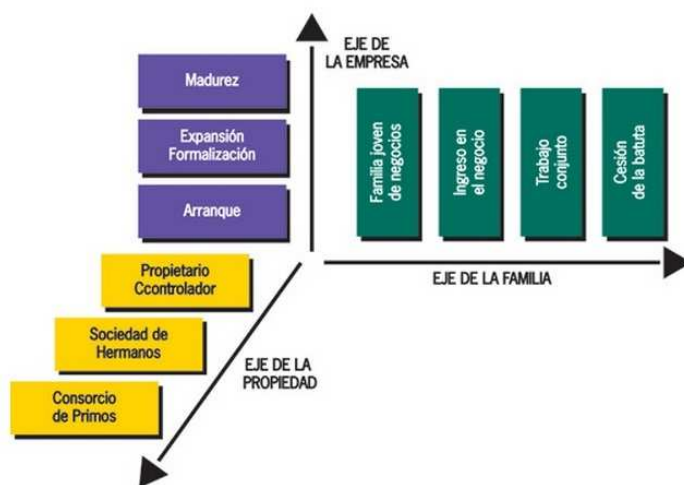 EJE DE
LA EMPRESA
Madurez
Expansión
Formalización
Arranque
Familia joven
de negocios
Ingreso en
el negocio
Trabajo
conjunto
Cesión
de la batuta
EJE DE LA FAMILIA
Propietario
Ccontrolador
Sociedad de
Hermanos
Consorcio
de Primos
EJE DE LA
PROPIEDAD